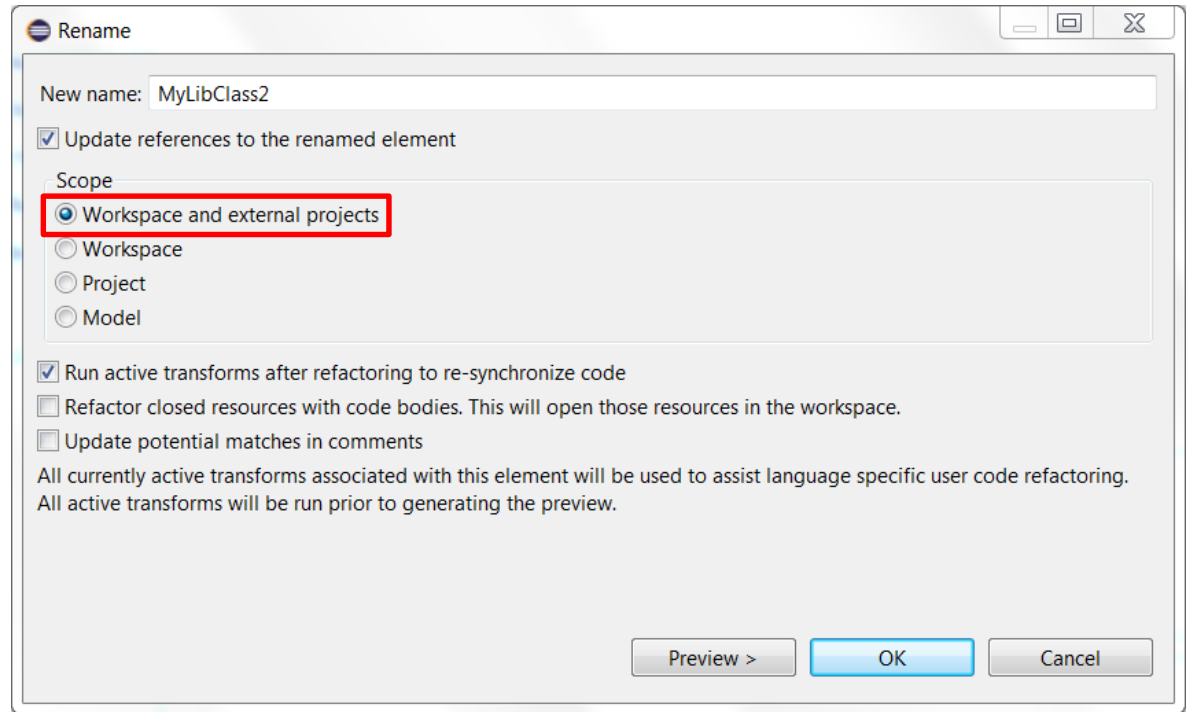 Rename
New name: MyLibClass2
Update references to the renamed element
Scope
Workspace and external projects
Workspace
Project
Model
Run active transforms after refactoring to re-synchronize code
Refactor closed resources with code bodies. This will open those resources in the workspace.
Update potential matches in comments
All currently active transforms associated with this element will be used to assist language specific user code refactoring.
All active transforms will be run prior to generating the preview.
Preview > OK Cancel